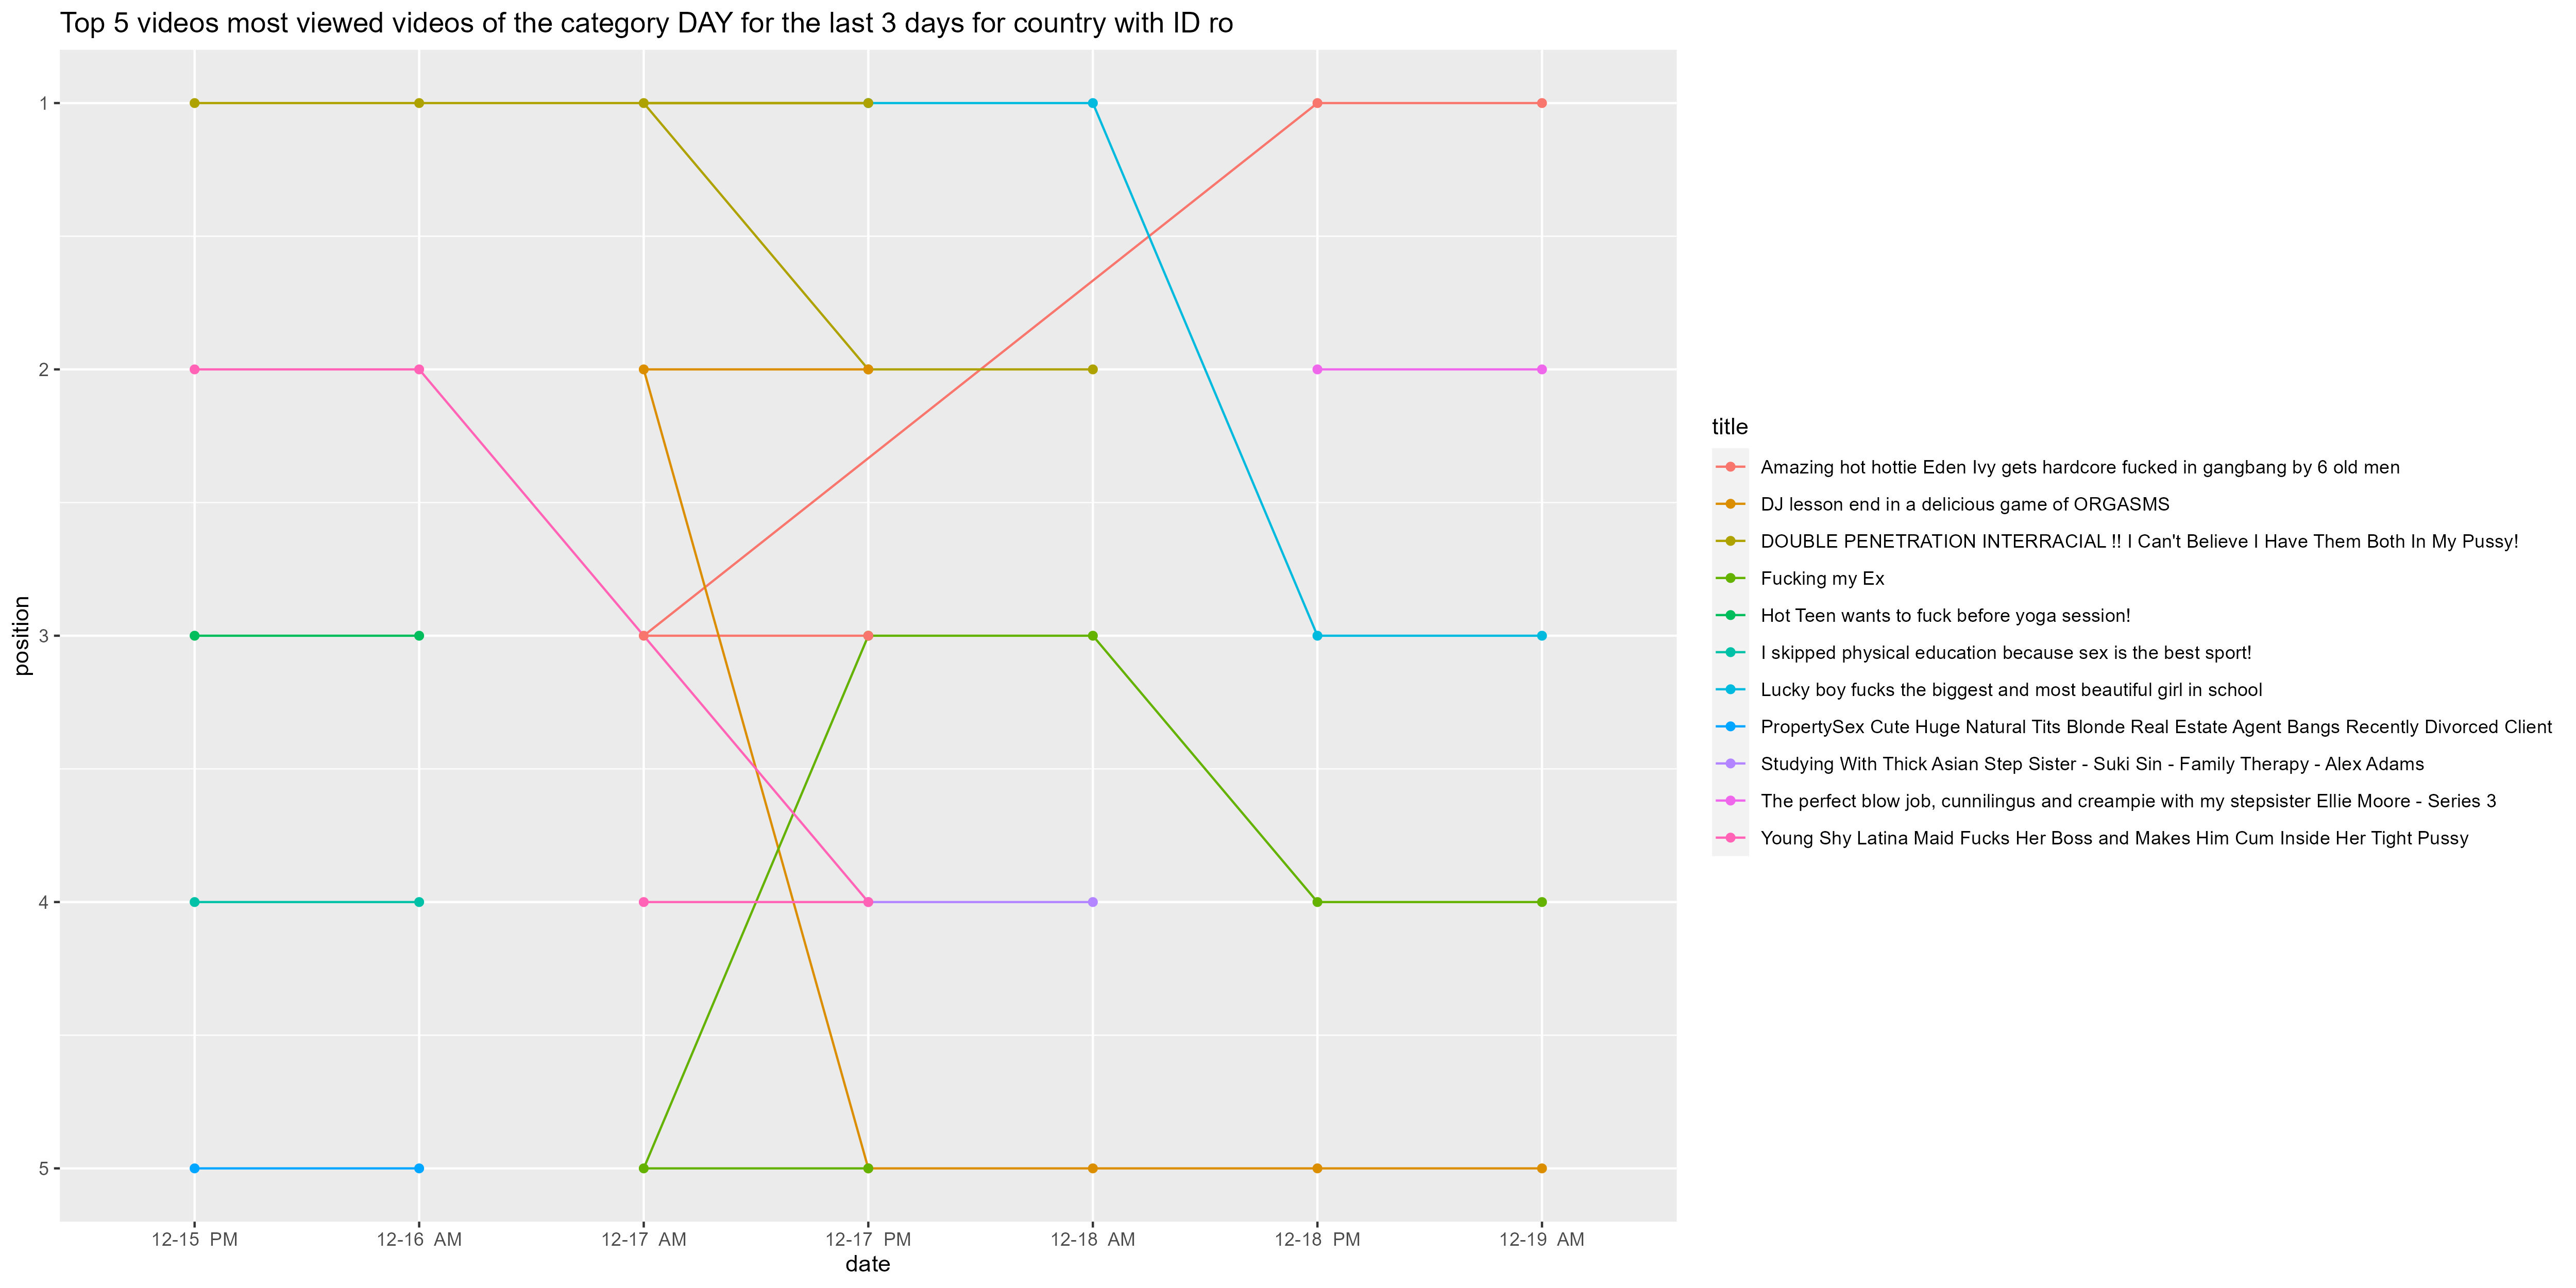 Top 5 videos most viewed videos of the category DAY for the last 3 days for country with ID ro
position
1
2
3
4
5
12-15 PM
12-16 AM
12-17 AM
12-17 PM
12-18 AM
12-18 PM
12-19 AM
date
title
Amazing hot hottie Eden Ivy gets hardcore fucked in gangbang by 6 old men
DJ lesson end in a delicious game of ORGASMS
DOUBLE PENETRATION INTERRACIAL !! I Can't Believe I Have Them Both In My Pussy!
Fucking my Ex
Hot Teen wants to fuck before yoga session!
I skipped physical education because sex is the best sport!
Lucky boy fucks the biggest and most beautiful girl in school
PropertySex Cute Huge Natural Tits Blonde Real Estate Agent Bangs Recently Divorced Client
Studying With Thick Asian Step Sister - Suki Sin - Family Therapy - Alex Adams
The perfect blow job, cunnilingus and creampie with my stepsister Ellie Moore - Series 3
Young Shy Latina Maid Fucks Her Boss and Makes Him Cum Inside Her Tight Pussy